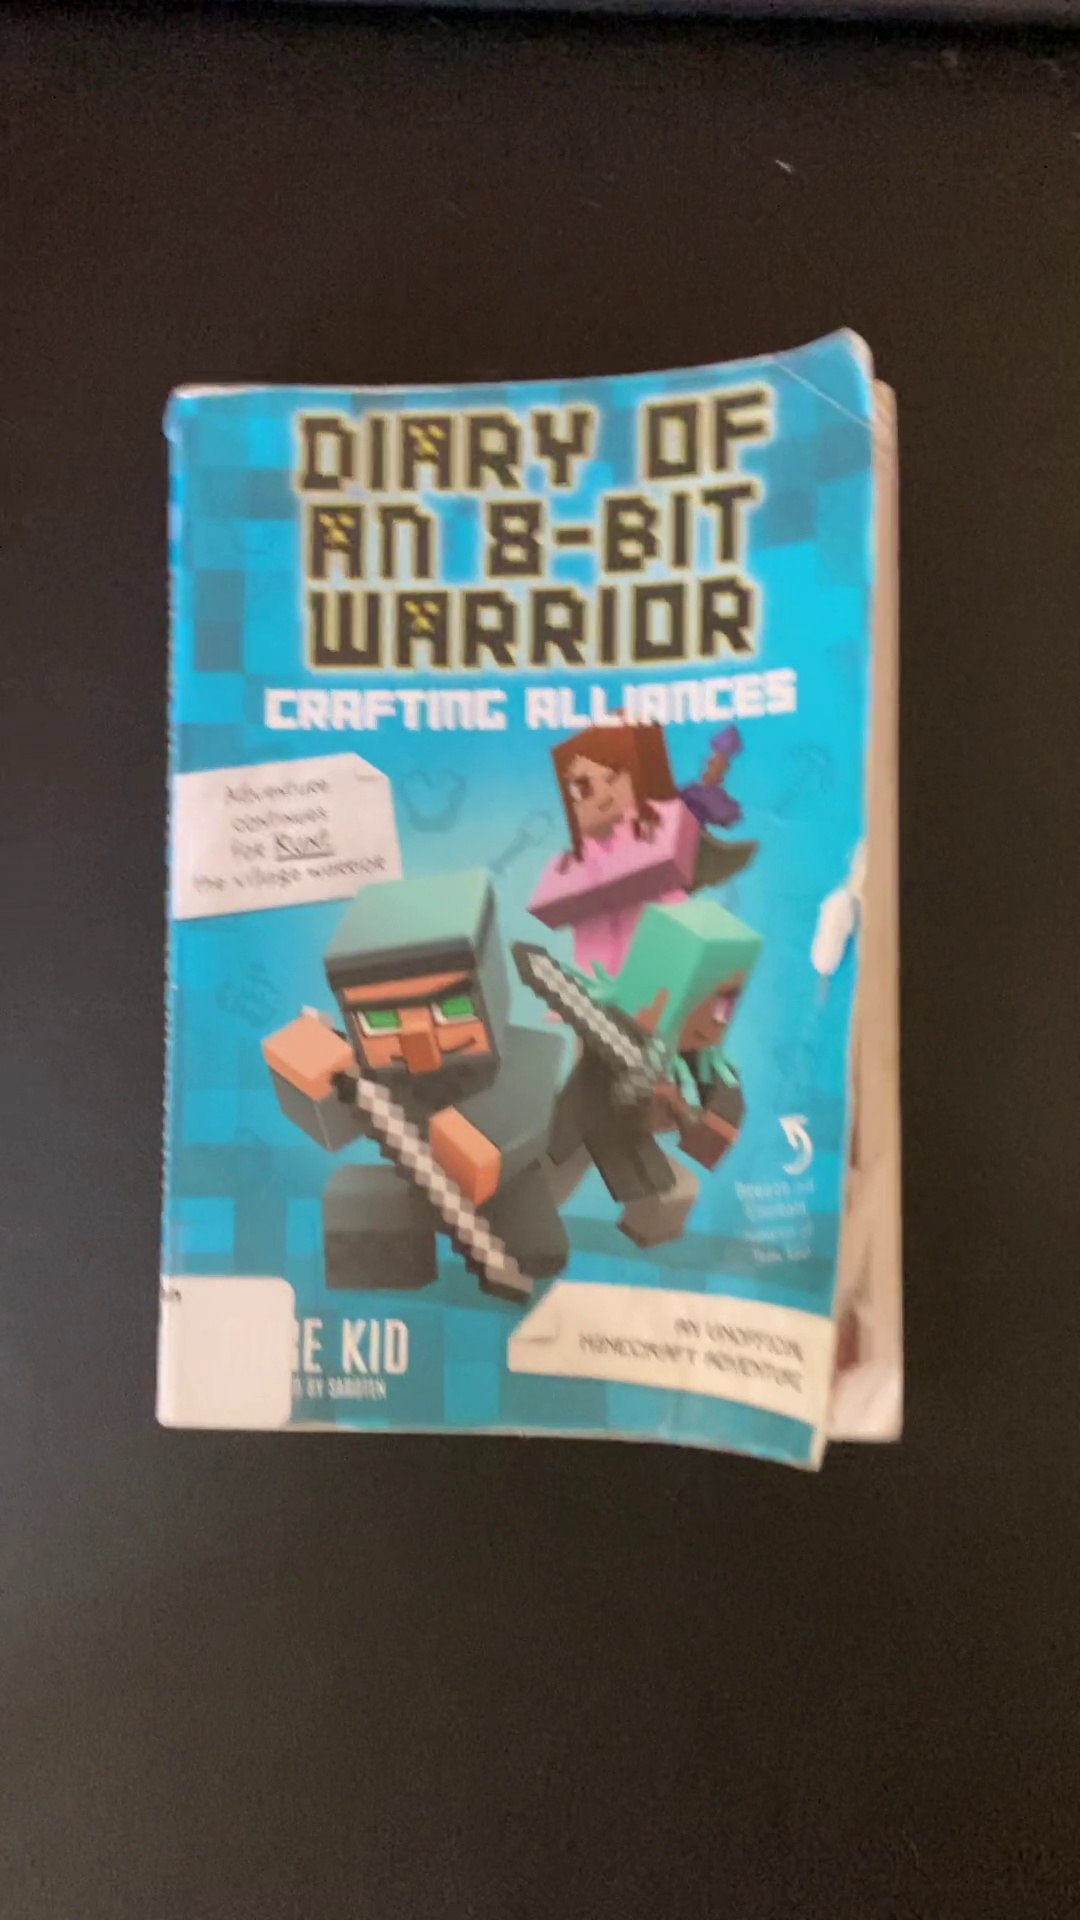 DIARY OF
AN 8-BIT
WARRIOR
CRAFTING ALLIANCES
Adventure
continues
for Runt
the village warrior
BE KID
BY SABOTEN
AN UNOFFICIAL
MINECRAFT ADVENTURE